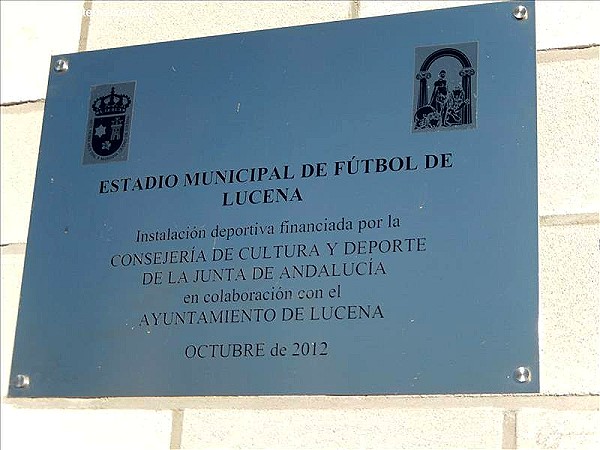 ESTADIO MUNICIPAL DE FÚTBOL DE
LUCENA
Instalación deportiva financiada por la
CONSEJERÍA DE CULTURA Y DEPORTE
DE LA JUNTA DE ANDALUCÍA
en colaboración con el
AYUNTAMIENTO DE LUCENA
OCTUBRE de 2012